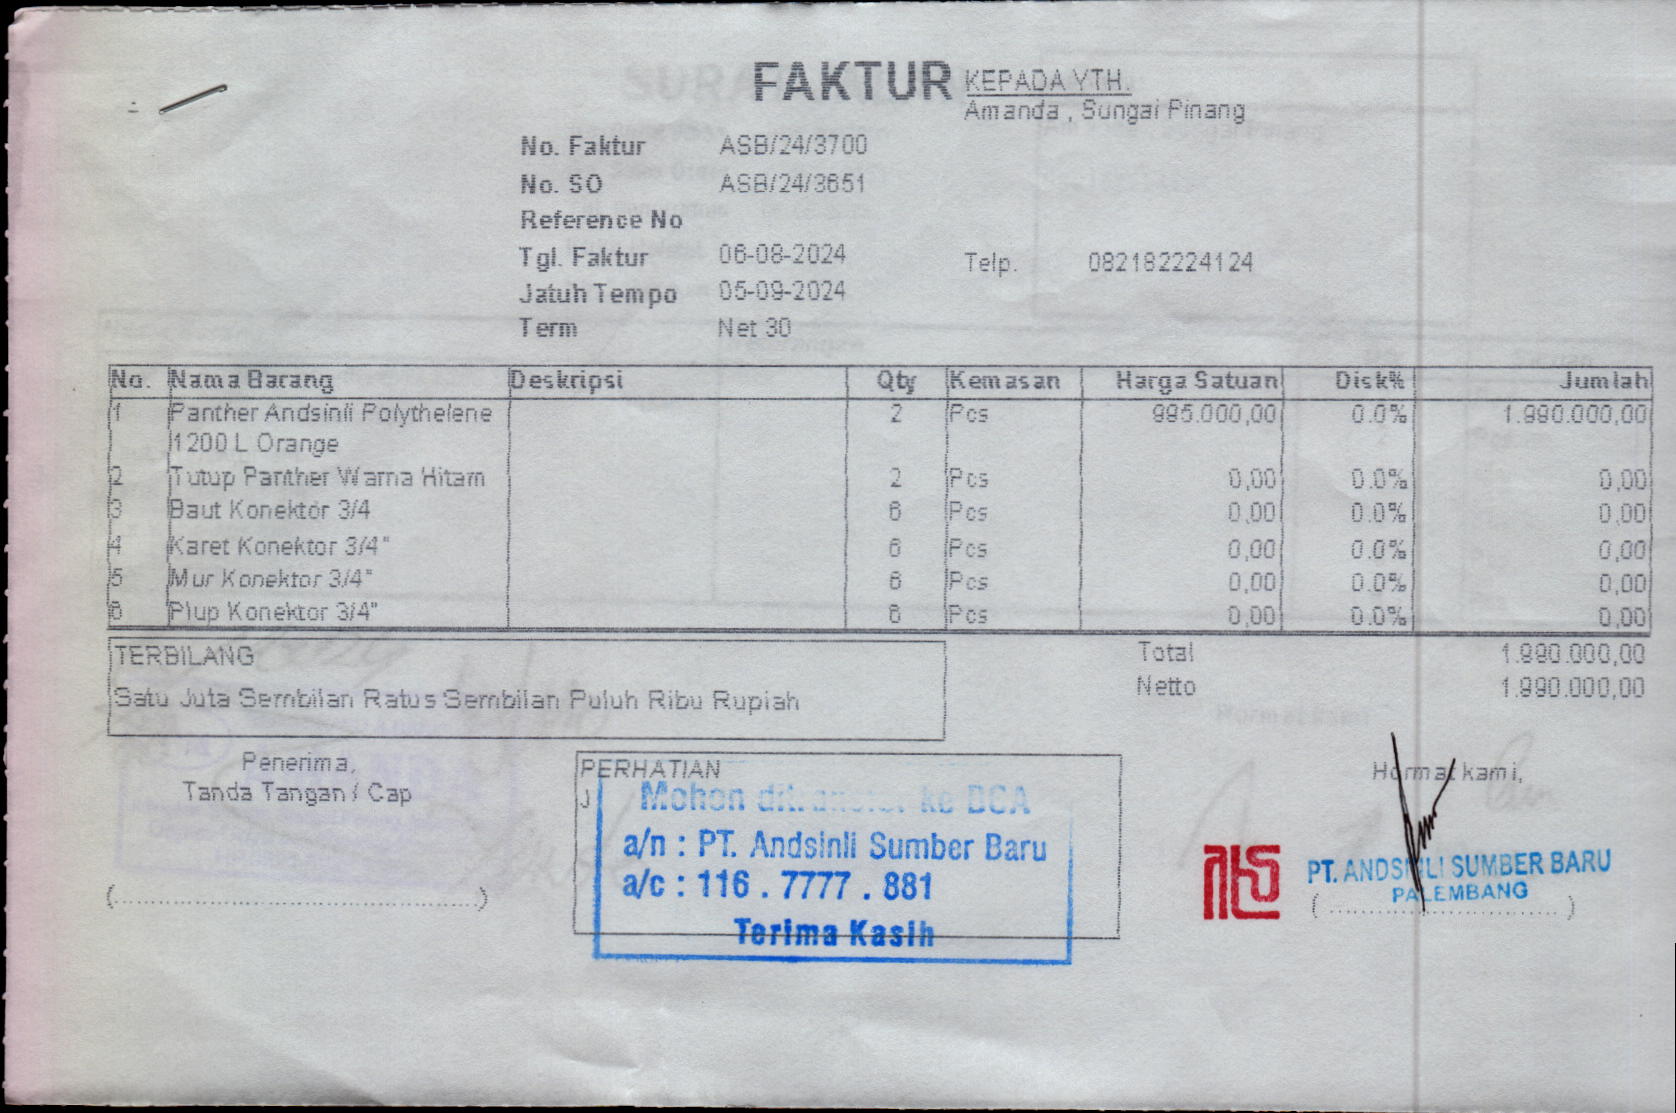 FAKTUR
KEPADA YTH.
Amanda , Sungai Pinang
No. Faktur ASB/24/3700
No. SO ASB/24/3651
Reference No
Tgl. Faktur 06-08-2024
Telp. 082182224124
Jatuh Tempo 05-09-2024
Term Net 30
No. Nama Barang Deskripsi Qty Kemasan Harga Satuan Disk% Jumlah
1 Panther Andsinli Polythelene 2 Pcs 995.000,00 0.0% 1.990.000,00
1200 L Orange
2 Tutup Panther Warna Hitam 2 Pcs 0,00 0.0% 0,00
3 Baut Konektor 3/4 6 Pcs 0,00 0.0% 0,00
4 Karet Konektor 3/4" 6 Pcs 0,00 0.0% 0,00
5 Mur Konektor 3/4" 6 Pcs 0,00 0.0% 0,00
6 Plup Konektor 3/4" 6 Pcs 0,00 0.0% 0,00
TERBILANG
Satu Juta Sembilan Ratus Sembilan Puluh Ribu Rupiah
Total 1.990.000,00
Netto 1.990.000,00
Penerima,
Tanda Tangan / Cap
(..........................................................)
PERHATIAN
Mohon ditransfer ke BCA
a/n : PT. Andsinli Sumber Baru
a/c : 116 . 7777 . 881
Terima Kasih
Hormat kami,
PT. ANDSINLI SUMBER BARU
PALEMBANG
(....................................)